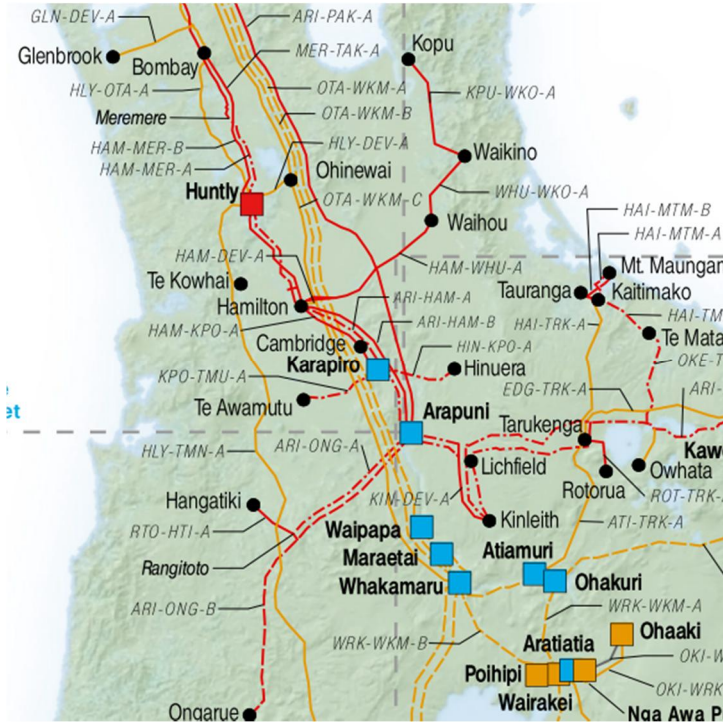 GLN-DEV-A
ARI-PAK-A
Glenbrook
Bombay
MER-TAK-A
Kopu
HLY-OTA-A
OTA-WKM-A
KPU-WKO-A
Meremere
OTA-WKM-B
HAM-MER-B
HLY-DEV-A
Waikino
HAM-MER-A
Ohinewai
Huntly
OTA-WKM-C
WHU-WKO-A
Waihou
HAI-MTM-B
HAI-MTM-A
HAM-DEV-A
HAM-WHU-A
Te Kowhai
Mt. Maungan
Tauranga
Kaitimako
Hamilton
ARI-HAM-A
HAI-TM
HAM-KPO-A
ARI-HAM-B
HAI-TRK-A
Te Mata
Cambridge
HIN-KPO-A
Karapiro
Hinuera
OKE-T
KPO-TMU-A
EDG-TRK-A
ARI-
et
Te Awamutu
Arapuni
Tarukenga
HLY-TMN-A
ARI-ONG-A
Kaw
Lichfield
Owhata
Rotorua
KIN-DEV-A
ROT-TRK-
Hangatiki
Kinleith
ATI-TRK-A
RTO-HTI-A
Waipapa
Maraetai
Atiamuri
Rangitoto
Whakamaru
Ohakuri
ARI-ONG-B
WRK-WKM-A
WRK-WKM-B
Aratiatia
Ohaaki
OKI-W
Poihipi
OKI-WRK
Wairakei
Ongarue
Nga Awa P